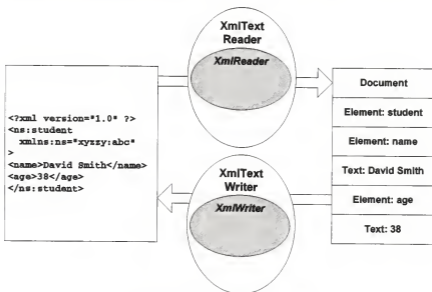 XmlText
Reader
XmlReader
<?xml version="1.0" ?>
<ns:student
xmlns:ns="xyzzy:abc"
>
<name>David Smith</name>
<age>38</age>
</ns:student>
XmlText
Writer
XmlWriter
Document
Element: student
Element: name
Text: David Smith
Element: age
Text: 38